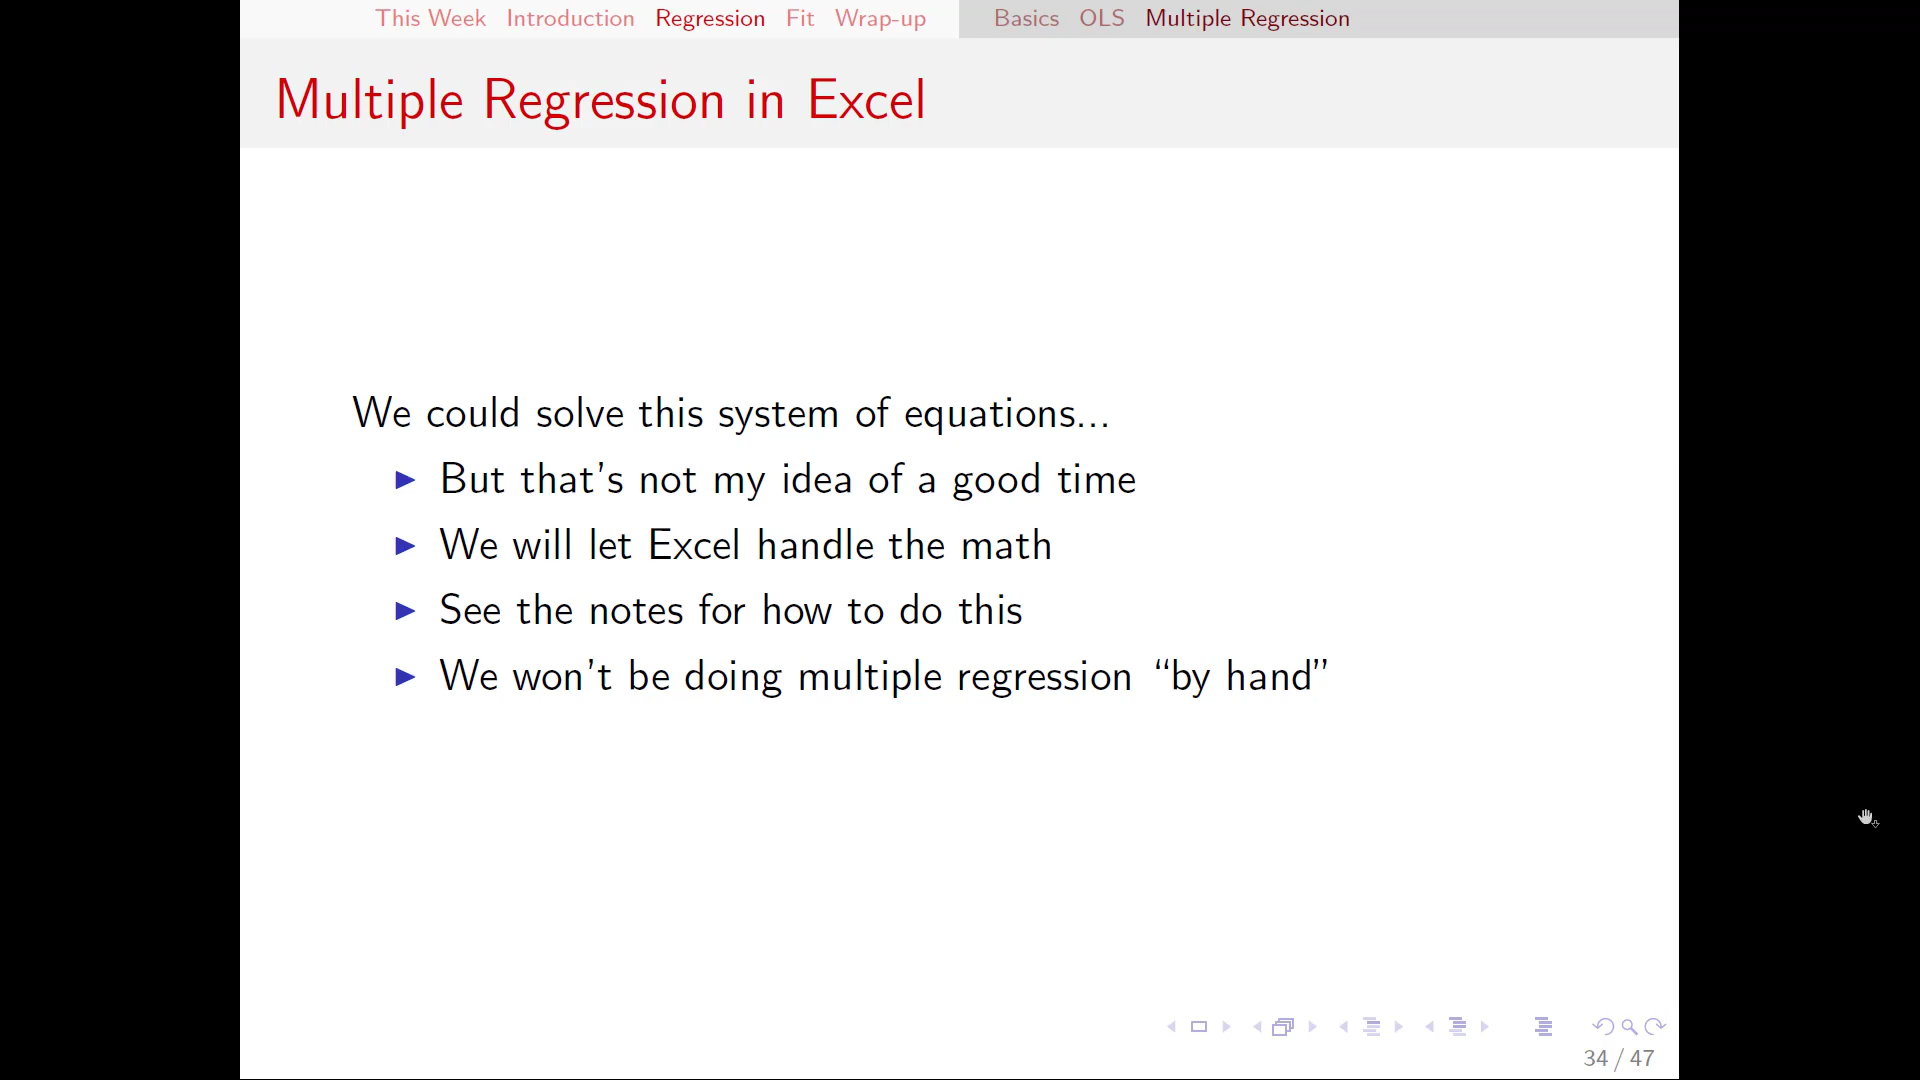 This Week Introduction Regression Fit Wrap-up Basics OLS Multiple Regression
Multiple Regression in Excel
We could solve this system of equations...
But that's not my idea of a good time
We will let Excel handle the math
See the notes for how to do this
We won't be doing multiple regression “by hand”
34 / 47